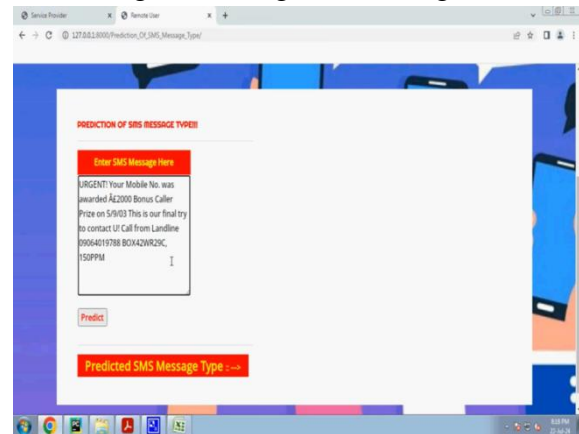 Service Provider
Remote User
127.0.0.1:8000/Prediction_Of_SMS_Message_Type/
PREDICTION OF SMS MESSAGE TYPE!!!
Enter SMS Message Here
URGENT! Your Mobile No. was
awarded Â£2000 Bonus Caller
Prize on 5/9/03 This is our final try
to contact U! Call from Landline
09064019788 BOX42WR29C,
150PPM
Predict
Predicted SMS Message Type : -->